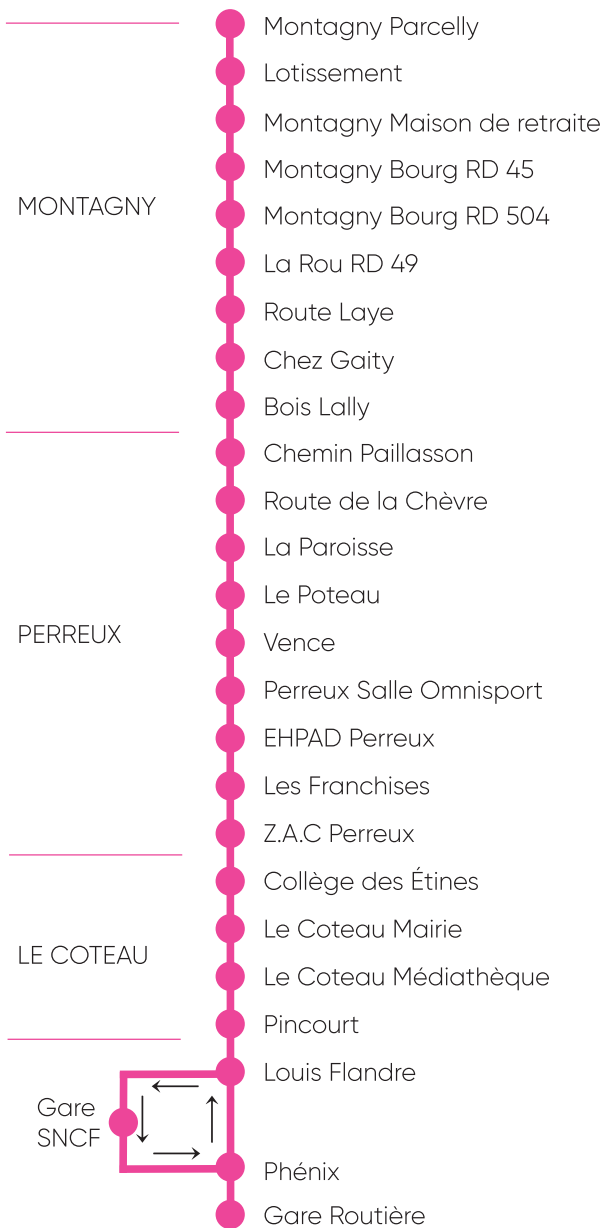 Montagny Parcelly
Lotissement
Montagny Maison de retraite
Montagny Bourg RD 45
MONTAGNY
Montagny Bourg RD 504
La Rou RD 49
Route Laye
Chez Gaity
Bois Lally
Chemin Paillasson
Route de la Chèvre
La Paroisse
Le Poteau
PERREUX
Vence
Perreux Salle Omnisport
EHPAD Perreux
Les Franchises
Z.A.C Perreux
Collège des Étines
Le Coteau Mairie
LE COTEAU
Le Coteau Médiathèque
Pincourt
Louis Flandre
Gare
SNCF
Phénix
Gare Routière